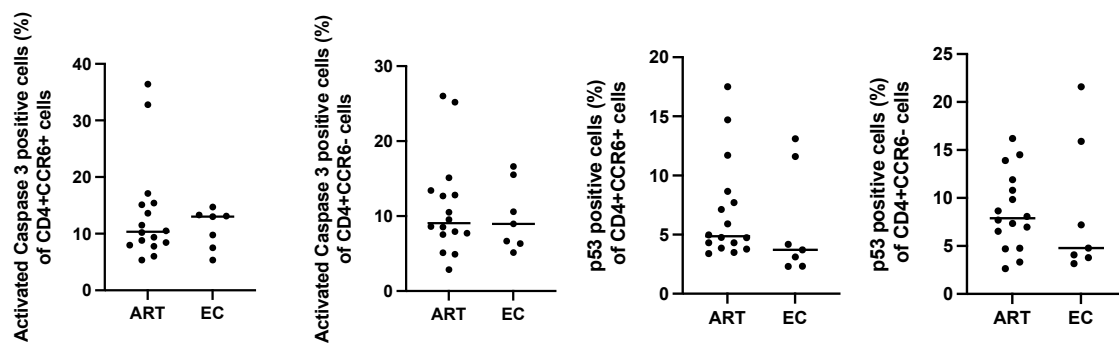 Activated Caspase 3 positive cells (%)
of CD4+CCR6+ cells
40
30
20
10
0
ART EC
Activated Caspase 3 positive cells (%)
of CD4+CCR6- cells
30
20
10
0
ART EC
p53 positive cells (%)
of CD4+CCR6+ cells
20
15
10
5
0
ART EC
p53 positive cells (%)
of CD4+CCR6- cells
25
20
15
10
5
0
ART EC